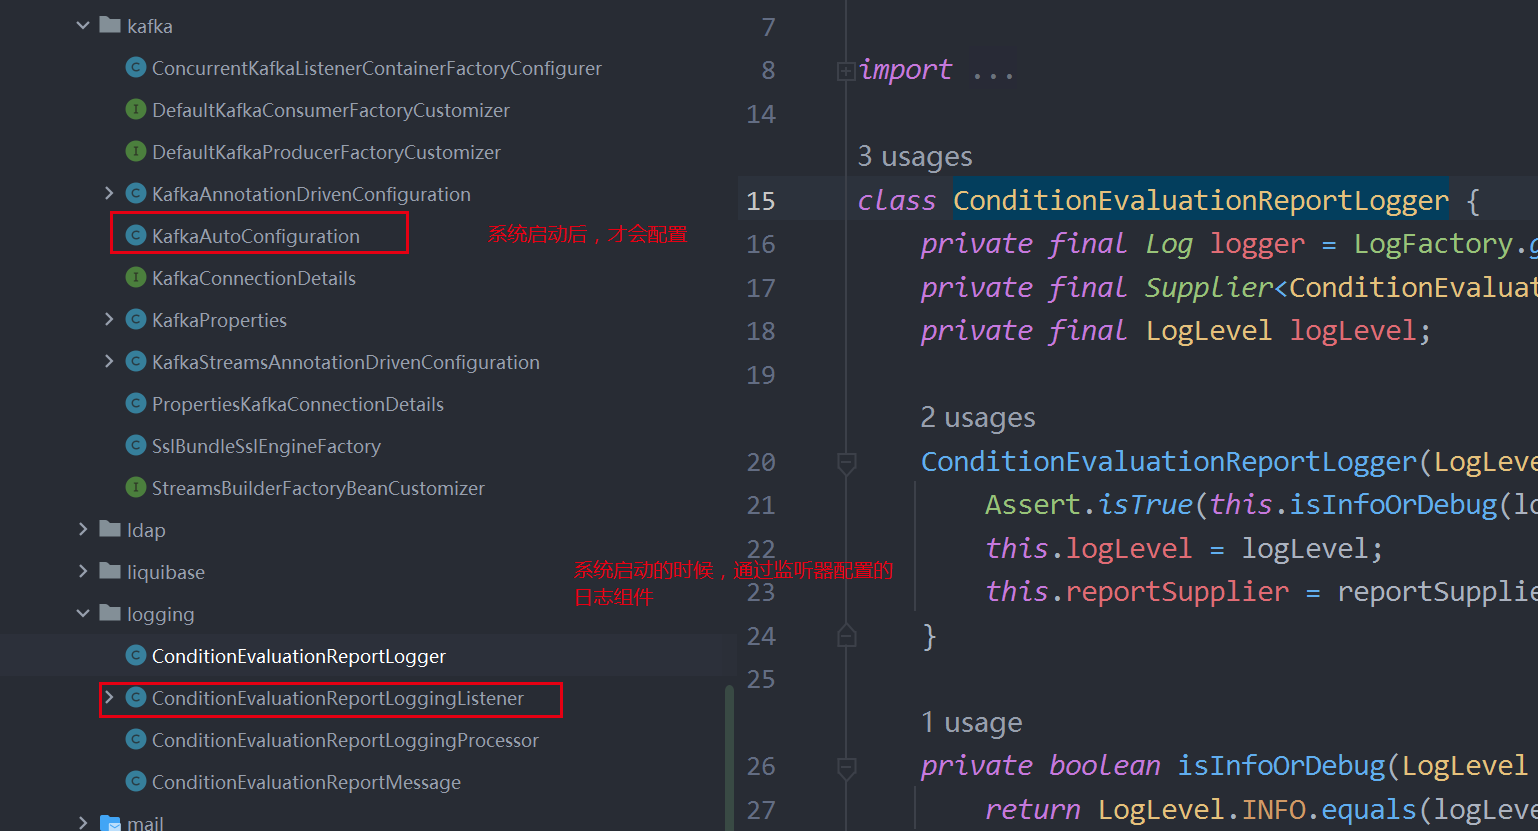 kafka
ConcurrentKafkaListenerContainerFactoryConfigurer
DefaultKafkaConsumerFactoryCustomizer
DefaultKafkaProducerFactoryCustomizer
KafkaAnnotationDrivenConfiguration
KafkaAutoConfiguration
系统启动后，才会配置
KafkaConnectionDetails
KafkaProperties
KafkaStreamsAnnotationDrivenConfiguration
PropertiesKafkaConnectionDetails
SslBundleSslEngineFactory
StreamsBuilderFactoryBeanCustomizer
ldap
liquibase
系统启动的时候，通过监听器配置的
日志组件
logging
ConditionEvaluationReportLogger
ConditionEvaluationReportLoggingListener
ConditionEvaluationReportLoggingProcessor
ConditionEvaluationReportMessage
mail
7
8 import ...
14
3 usages
15 class ConditionEvaluationReportLogger {
16 private final Log logger = LogFactory.g
17 private final Supplier<ConditionEvaluat
18 private final LogLevel logLevel;
19
2 usages
20 ConditionEvaluationReportLogger(LogLeve
21 Assert.isTrue(this.isInfoOrDebug(lo
22 this.logLevel = logLevel;
23 this.reportSupplier = reportSupplie
24 }
25
1 usage
26 private boolean isInfoOrDebug(LogLevel
27 return LogLevel.INFO.equals(logLeve